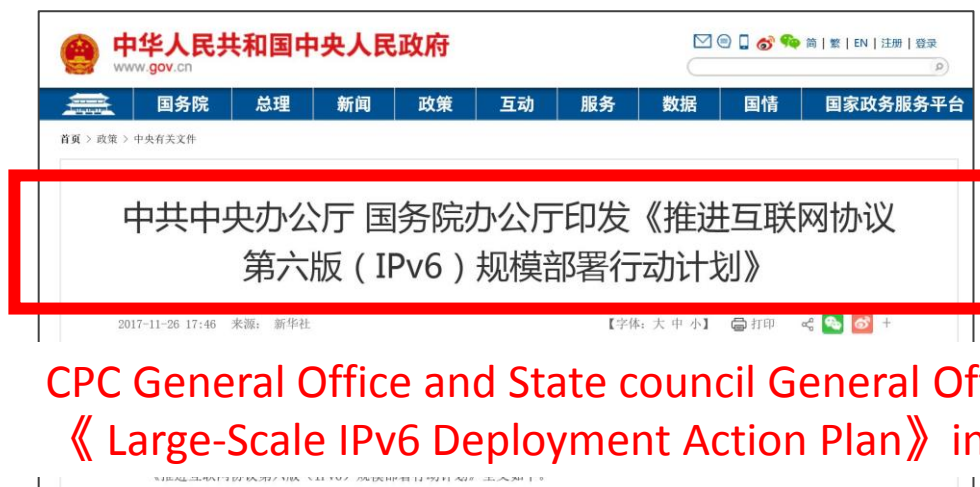 中华人民共和国中央人民政府
www.gov.cn
简 | 繁 | EN | 注册 | 登录
国务院 总理 新闻 政策 互动 服务 数据 国情 国家政务服务平台
首页 > 政策 > 中央有关文件
中共中央办公厅 国务院办公厅印发《推进互联网协议
第六版（IPv6）规模部署行动计划》
2017-11-26 17:46 来源： 新华社 【字体：大 中 小】 打印 +
CPC General Office and State council General Of
《 Large-Scale IPv6 Deployment Action Plan》 in